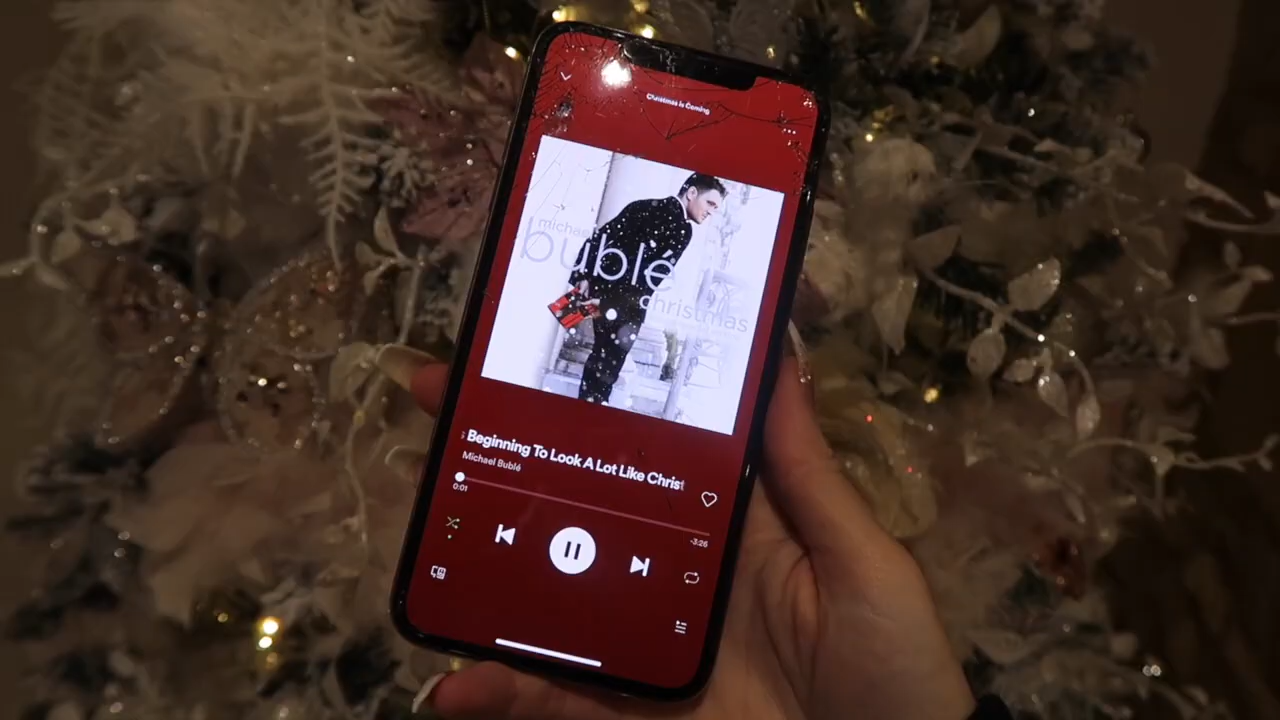 Christmas is Coming
michael
bublé
christmas
s Beginning To Look A Lot Like Christ
Michael Bublé
0:01
-3:26